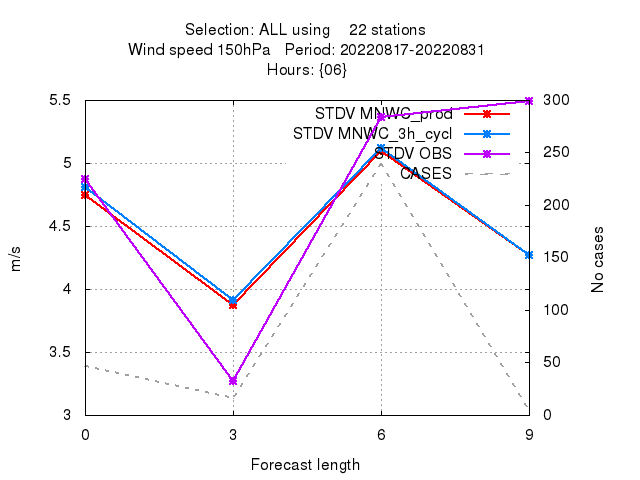 Selection: ALL using    22 stations
Wind speed 150hPa   Period: 20220817-20220831
Hours: {06}
5.5
5
4.5
4
3.5
3
m/s
STDV MNWC_prod
STDV MNWC_3h_cycl
STDV OBS
CASES
300
250
200
150
100
50
0
No cases
0 3 6 9
Forecast length